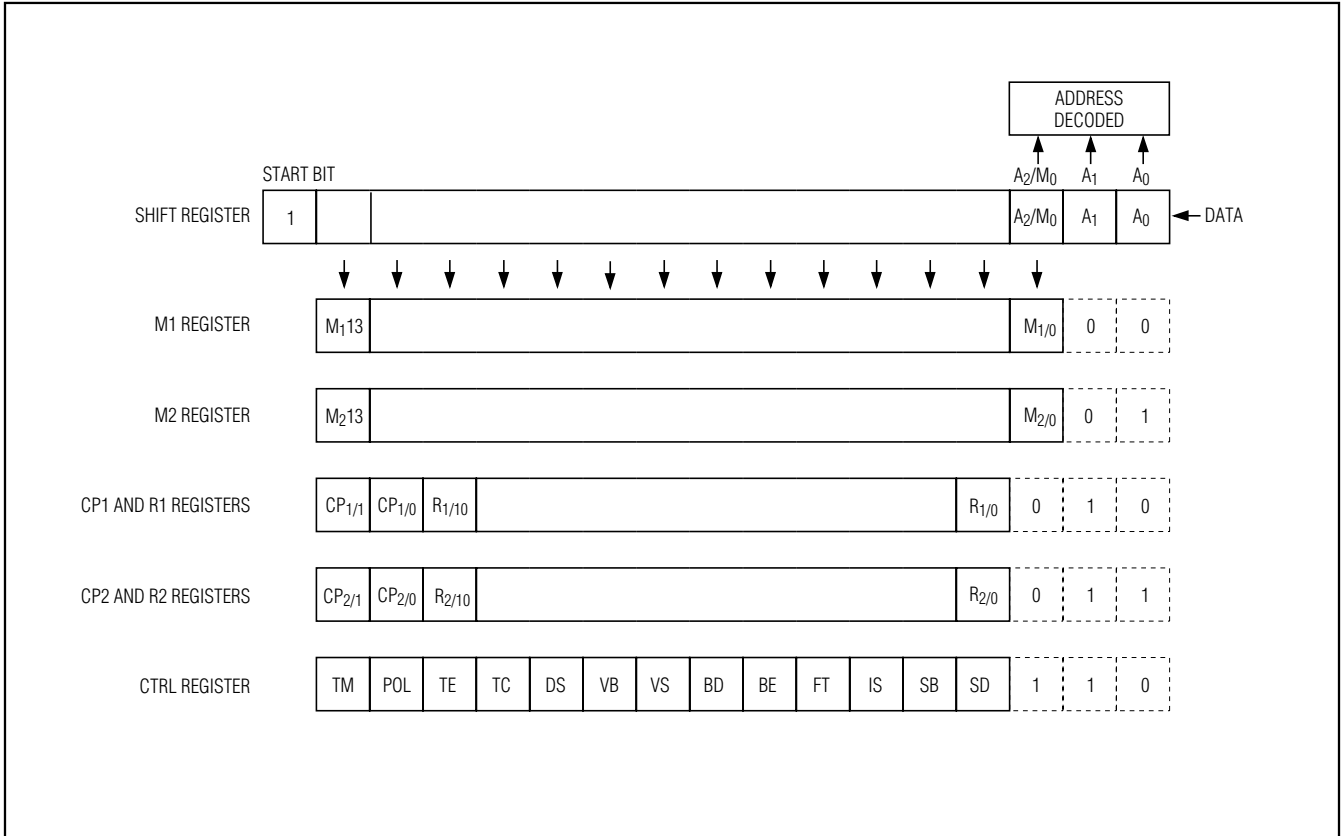 ADDRESS
DECODED
START BIT
A2/M0 A1 A0
SHIFT REGISTER 1 A2/M0 A1 A0 DATA
M1 REGISTER M113 M1/0 0 0
M2 REGISTER M213 M2/0 0 1
CP1 AND R1 REGISTERS CP1/1 CP1/0 R1/10 R1/0 0 1 0
CP2 AND R2 REGISTERS CP2/1 CP2/0 R2/10 R2/0 0 1 1
CTRL REGISTER TM POL TE TC DS VB VS BD BE FT IS SB SD 1 1 0